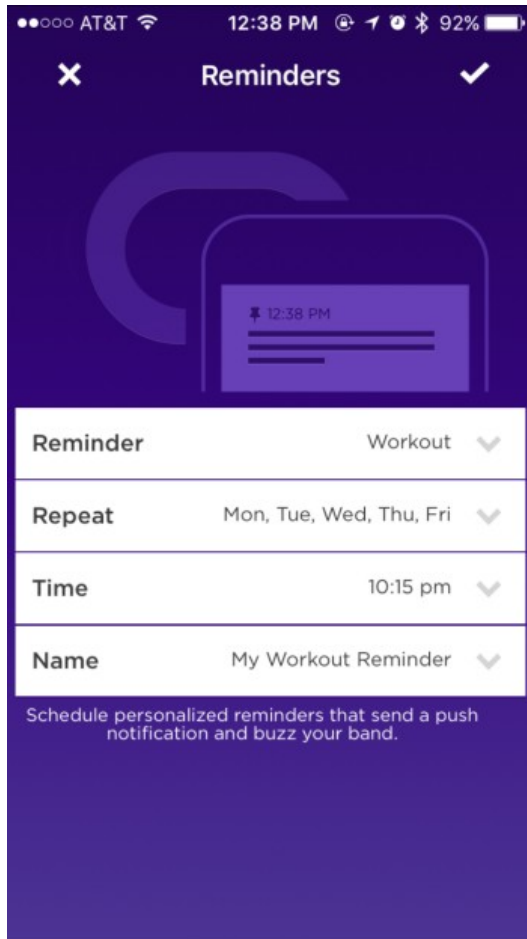 AT&T 12:38 PM 92%
Reminders
12:38 PM
Reminder Workout
Repeat Mon, Tue, Wed, Thu, Fri
Time 10:15 pm
Name My Workout Reminder
Schedule personalized reminders that send a push
notification and buzz your band.